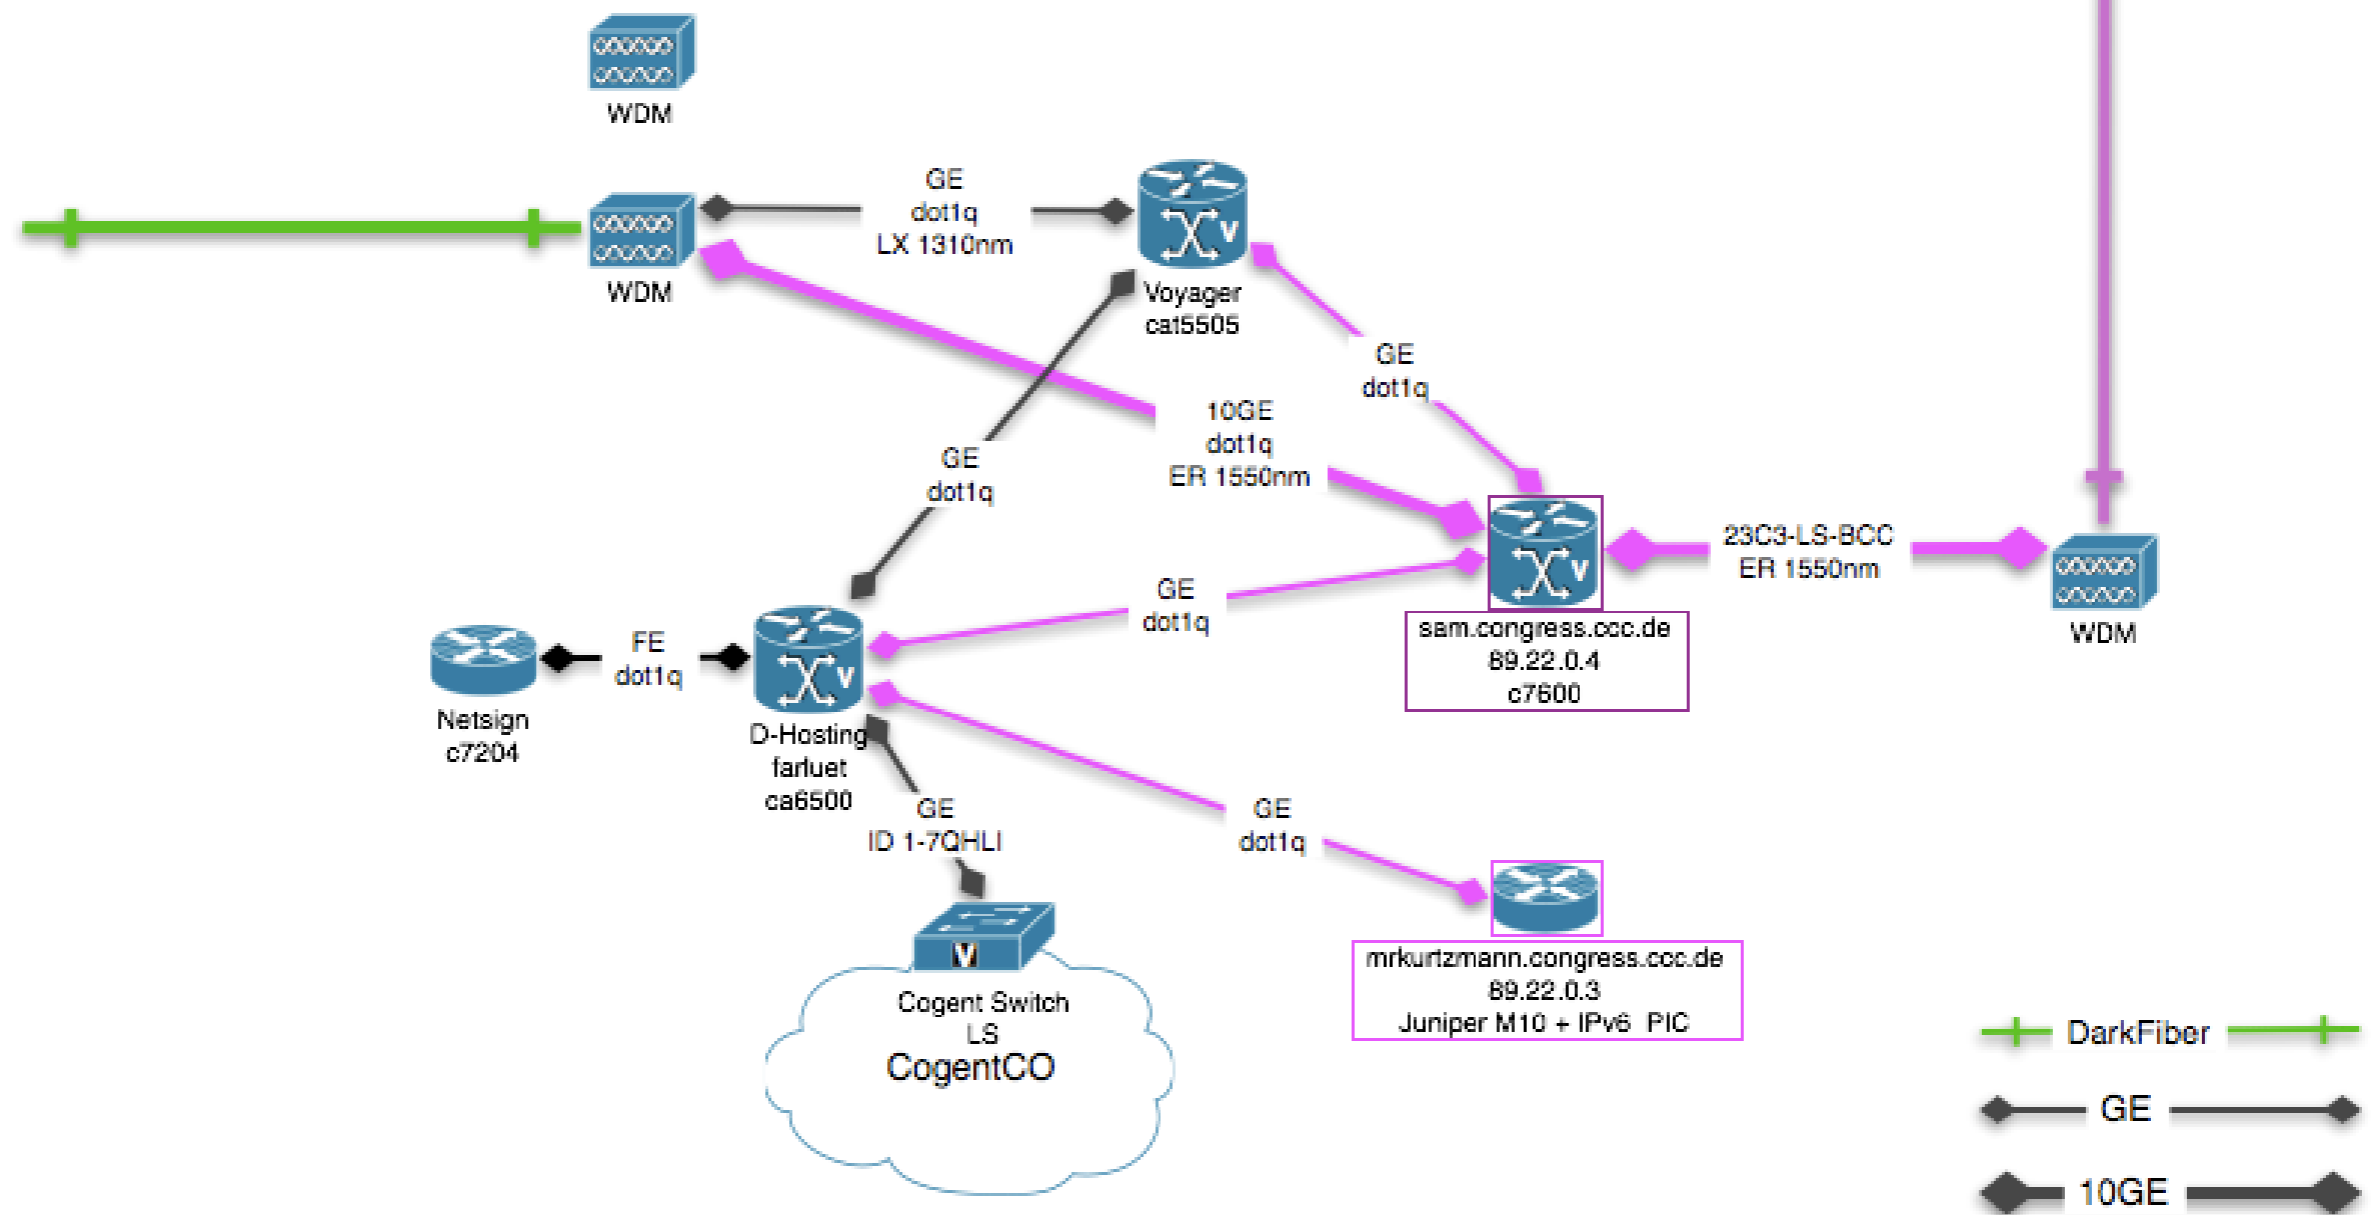 WDM
GE
dot1q
LX 1310nm
WDM
V
Voyager
cat5505
GE
dot1q
10GE
dot1q
ER 1550nm
GE
dot1q
V
23C3-LS-BCC
ER 1550nm
WDM
sam.congress.ccc.de
89.22.0.4
c7600
GE
dot1q
FE
dot1q
V
Netsign
c7204
D-Hosting
farfuet
ca6500
GE
ID 1-7QHLI
GE
dot1q
V
Cogent Switch
LS
CogentCO
mrkurtzmann.congress.ccc.de
89.22.0.3
Juniper M10 + IPv6 PIC
DarkFiber
GE
10GE